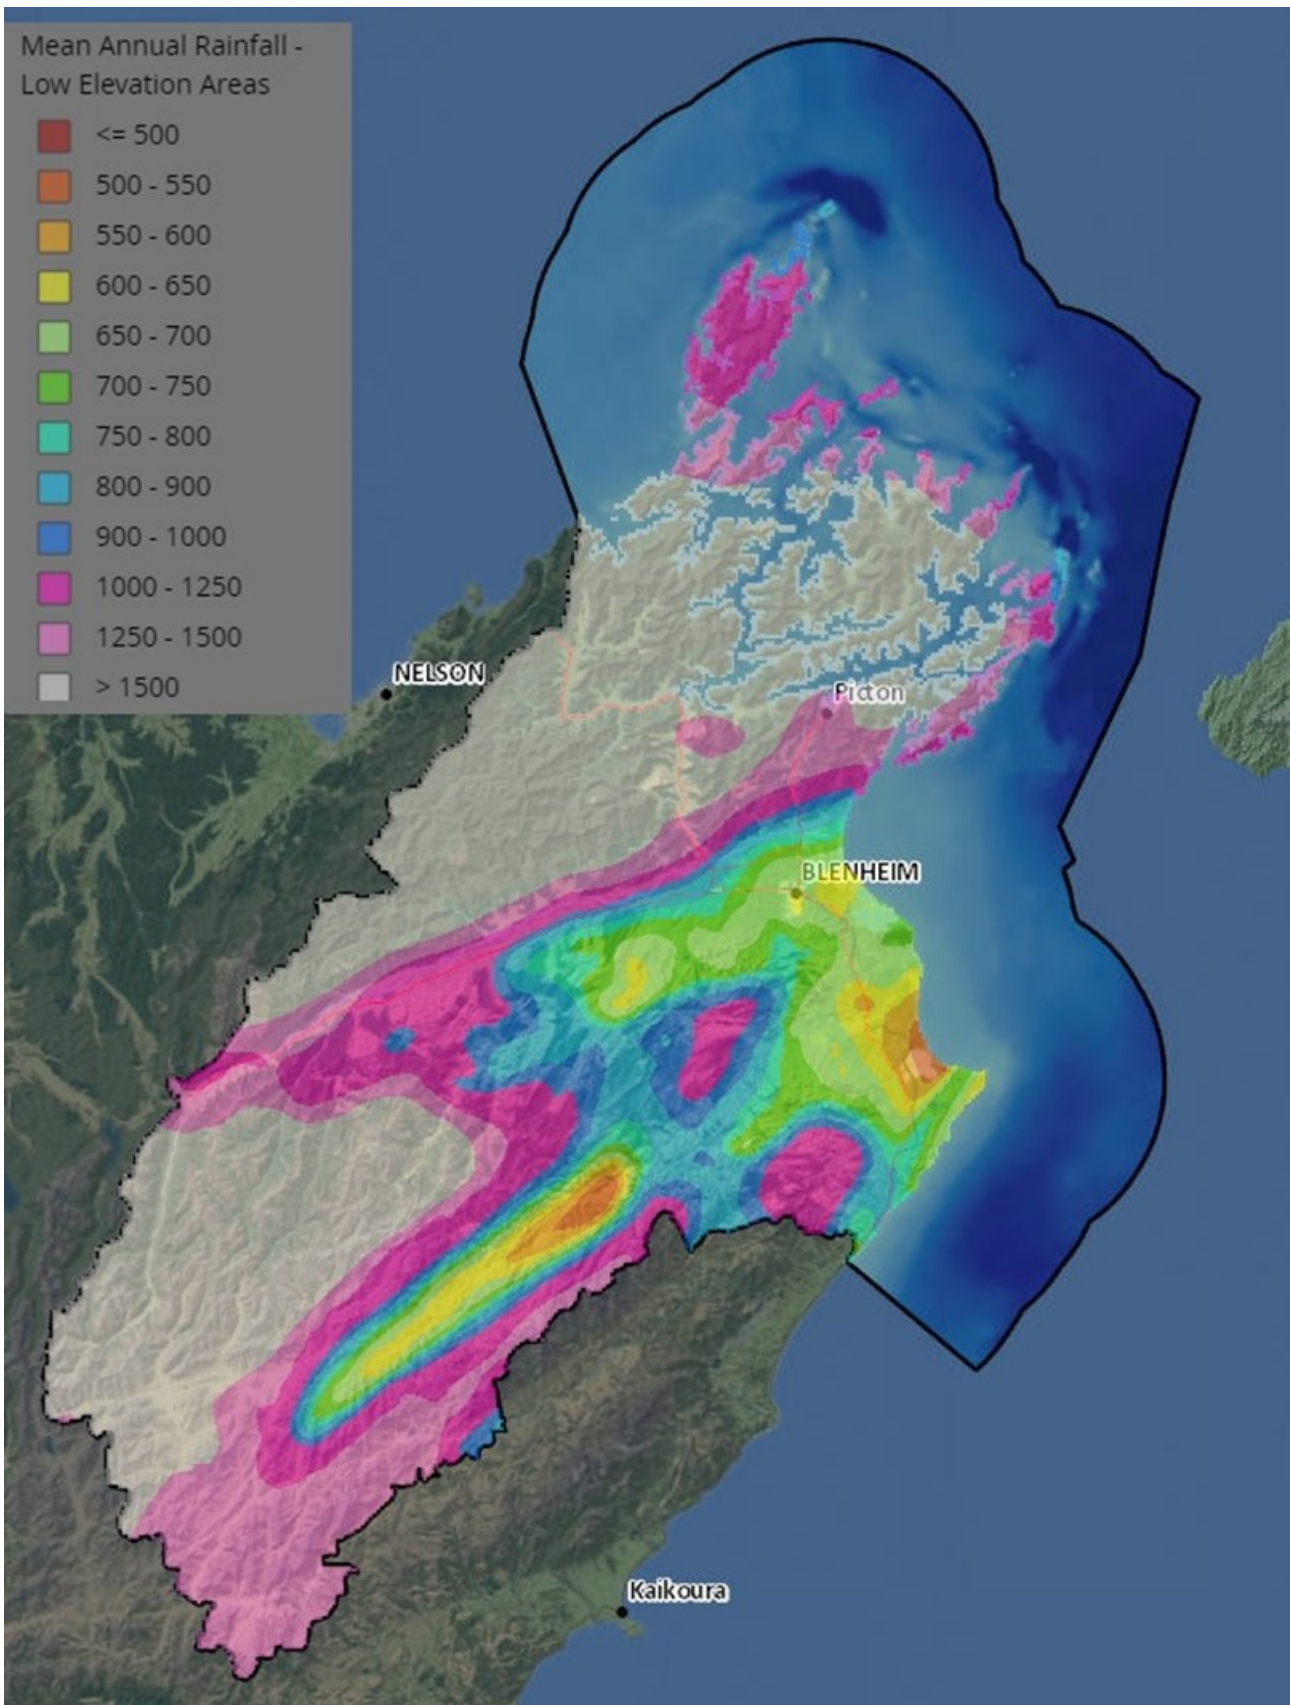 Mean Annual Rainfall -
Low Elevation Areas
<= 500
500 - 550
550 - 600
600 - 650
650 - 700
700 - 750
750 - 800
800 - 900
900 - 1000
1000 - 1250
1250 - 1500
> 1500
NELSON
Picton
BLENHEIM
Kaikoura